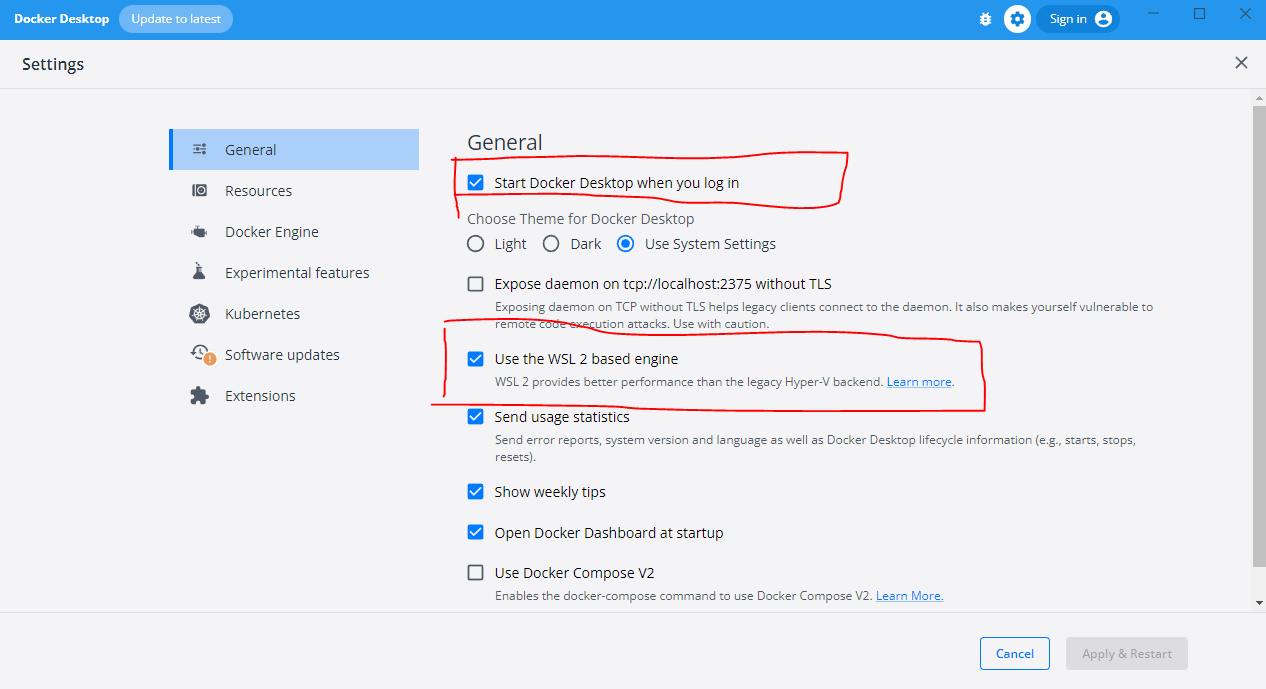 Docker Desktop Update to latest Sign in
Settings
General
Resources
Docker Engine
Experimental features
Kubernetes
Software updates
Extensions
General
Start Docker Desktop when you log in
Choose Theme for Docker Desktop
Light Dark Use System Settings
Expose daemon on tcp://localhost:2375 without TLS
Exposing daemon on TCP without TLS helps legacy clients connect to the daemon. It also makes yourself vulnerable to
remote code execution attacks. Use with caution.
Use the WSL 2 based engine
WSL 2 provides better performance than the legacy Hyper-V backend. Learn more.
Send usage statistics
Send error reports, system version and language as well as Docker Desktop lifecycle information (e.g., starts, stops,
resets).
Show weekly tips
Open Docker Dashboard at startup
Use Docker Compose V2
Enables the docker-compose command to use Docker Compose V2. Learn More.
Cancel Apply & Restart